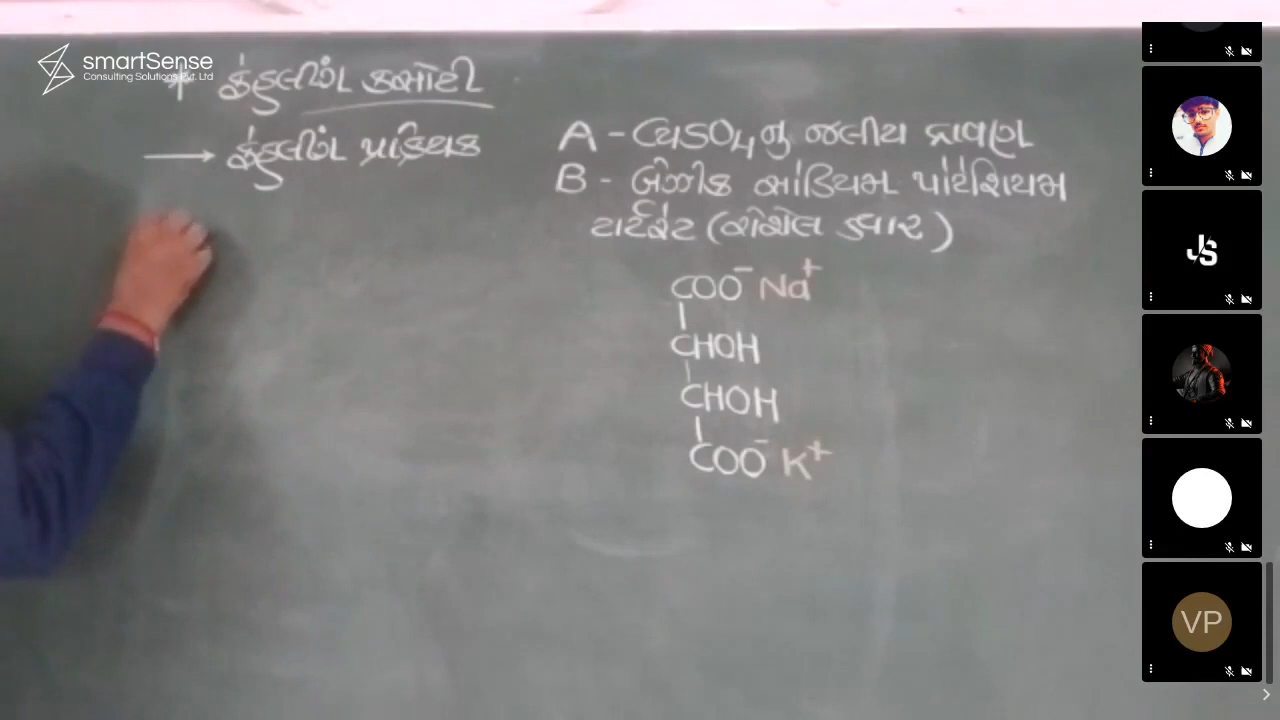 smartSense
Consulting Solutions Pvt. Ltd
* ફેહલીંગ કસોટી
→ ફેહલીંગ પ્રક્રિયક
A - CuSO4નું જલીય દ્રાવણ
B - બેઝીક સોડિયમ પોટેશિયમ
ટાર્ટરેટ (રોશેલ ક્ષાર)
COO⁻ Na⁺
CHOH
CHOH
COO⁻ K⁺
JS
VP